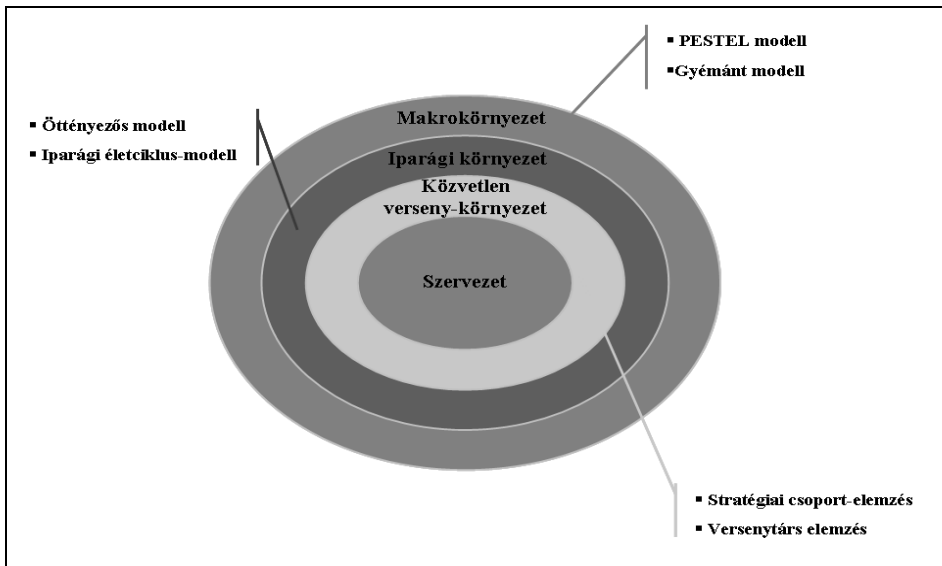 ▪ PESTEL modell
▪Gyémánt modell
▪ Öttényezős modell
▪ Iparági életciklus-modell
Makrokörnyezet
Iparági környezet
Közvetlen
verseny-környezet
Szervezet
▪ Stratégiai csoport-elemzés
▪ Versenytárs elemzés